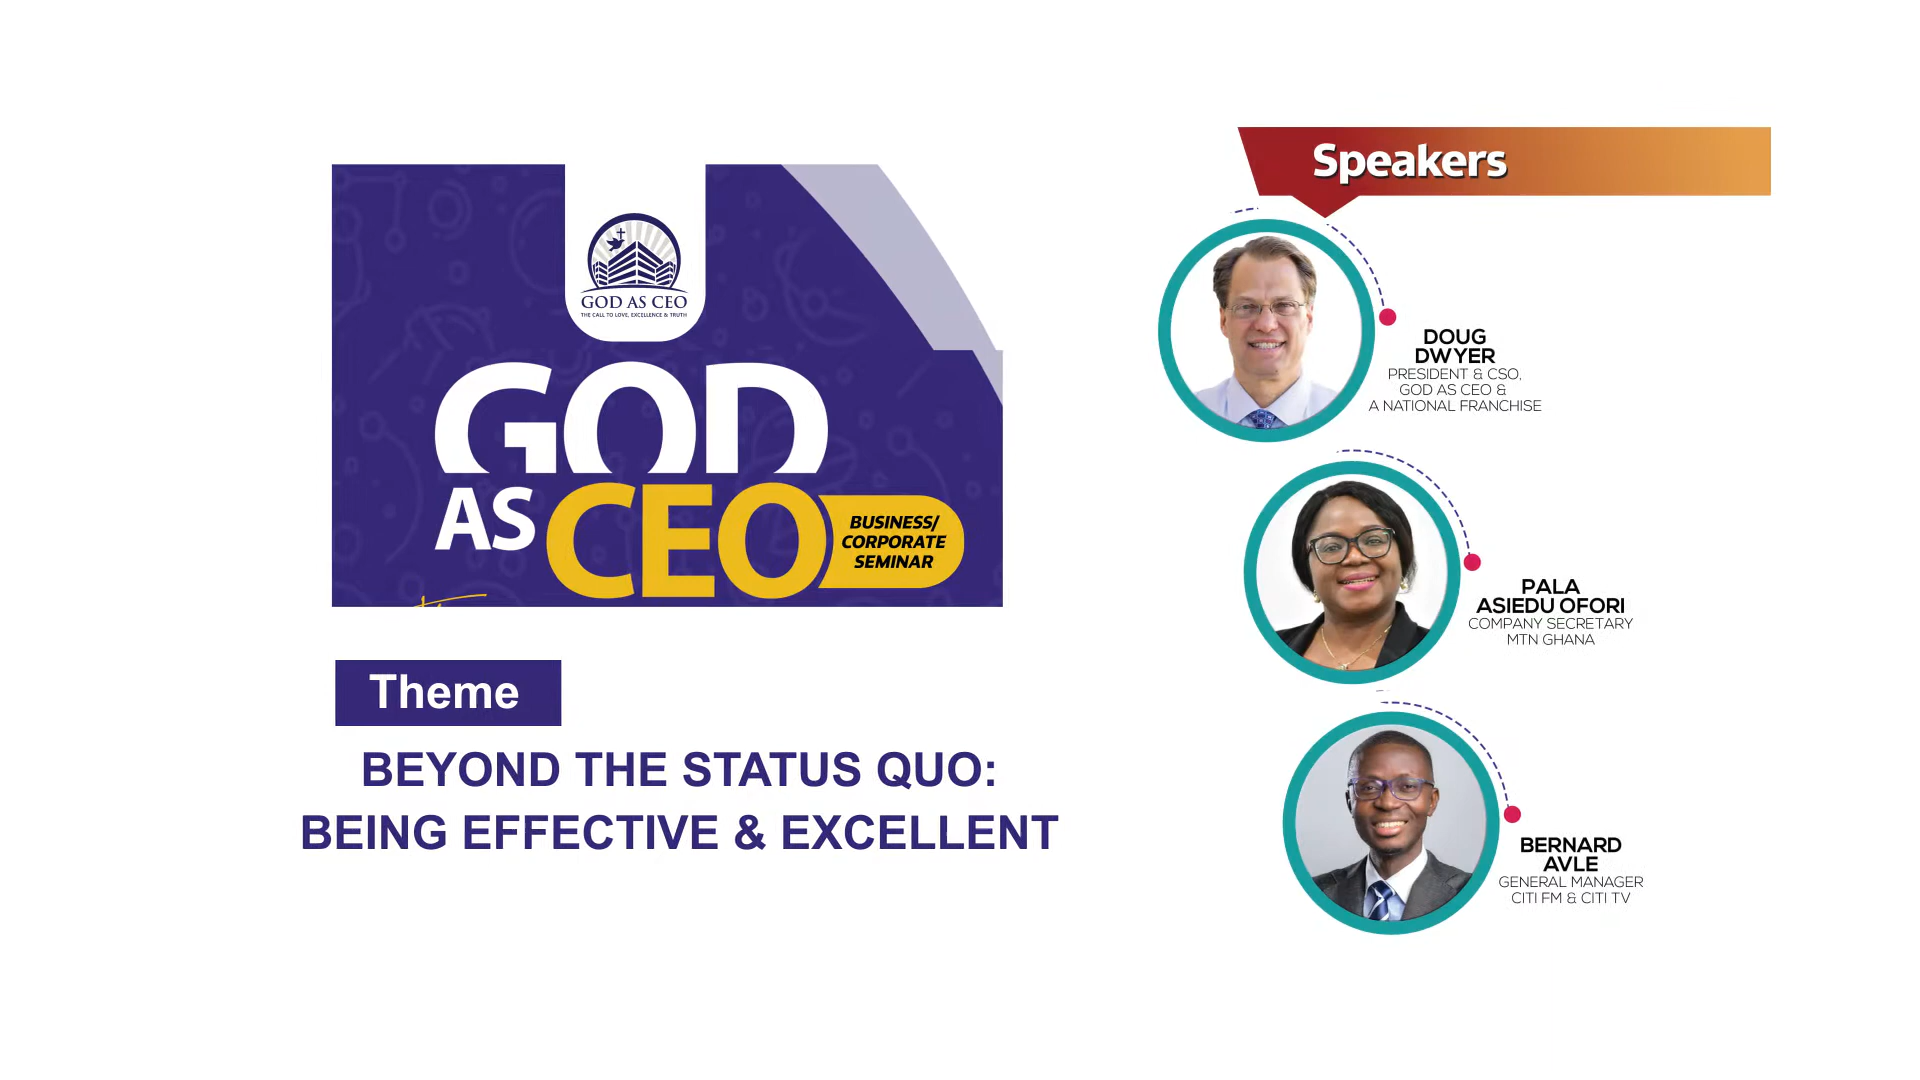 GOD AS CEO
THE CALL TO LOVE, EXCELLENCE & TRUTH
GOD
AS CEO
BUSINESS/
CORPORATE
SEMINAR
Theme
BEYOND THE STATUS QUO:
BEING EFFECTIVE & EXCELLENT
Speakers
DOUG
DWYER
PRESIDENT & CSO,
GOD AS CEO &
A NATIONAL FRANCHISE
PALA
ASIEDU OFORI
COMPANY SECRETARY
MTN GHANA
BERNARD
AVLE
GENERAL MANAGER
CITI FM & CITI TV